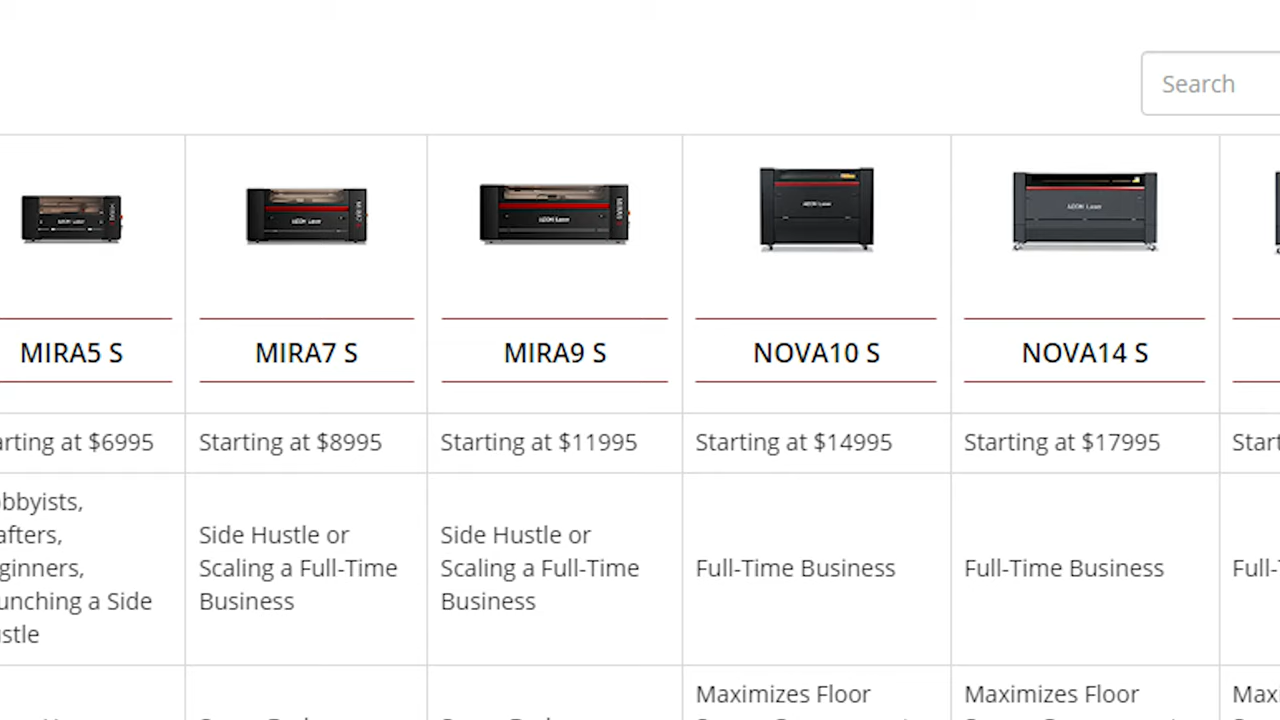 Search
MIRA5 S
MIRA7 S
MIRA9 S
NOVA10 S
NOVA14 S
arting at $6995
Starting at $8995
Starting at $11995
Starting at $14995
Starting at $17995
Start
bbyists,
afters,
ginners,
unching a Side
stle
Side Hustle or
Scaling a Full-Time
Business
Side Hustle or
Scaling a Full-Time
Business
Full-Time Business
Full-Time Business
Full-
Maximizes Floor
Maximizes Floor
Maxi